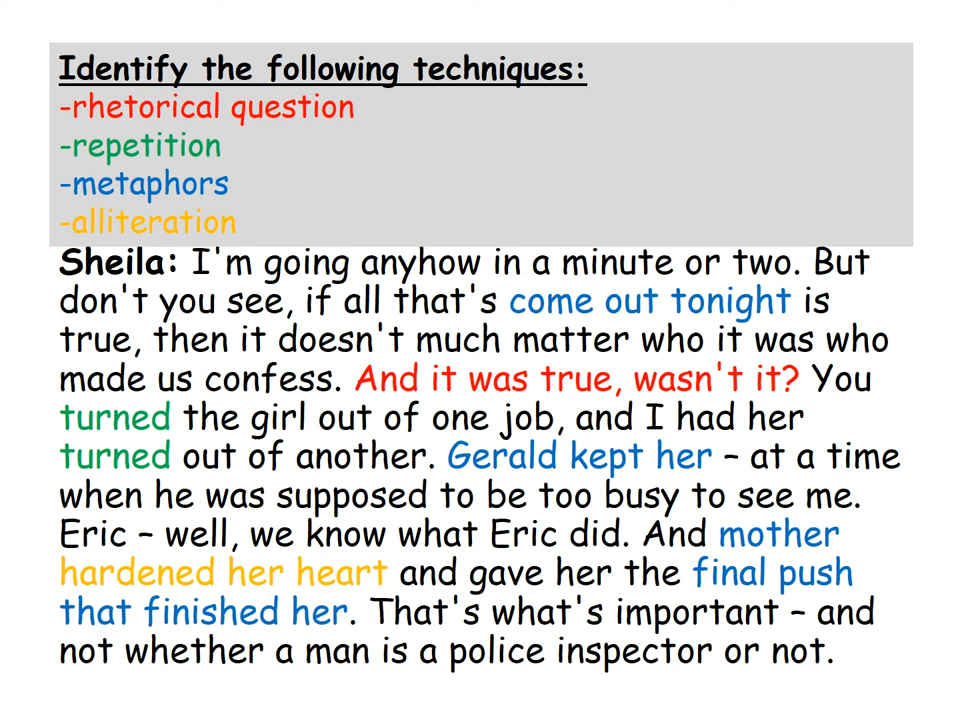 Identify the following techniques:
-rhetorical question
-repetition
-metaphors
-alliteration
Sheila: I'm going anyhow in a minute or two. But
don't you see, if all that's come out tonight is
true, then it doesn't much matter who it was who
made us confess. And it was true, wasn't it? You
turned the girl out of one job, and I had her
turned out of another. Gerald kept her – at a time
when he was supposed to be too busy to see me.
Eric – well, we know what Eric did. And mother
hardened her heart and gave her the final push
that finished her. That's what's important – and
not whether a man is a police inspector or not.